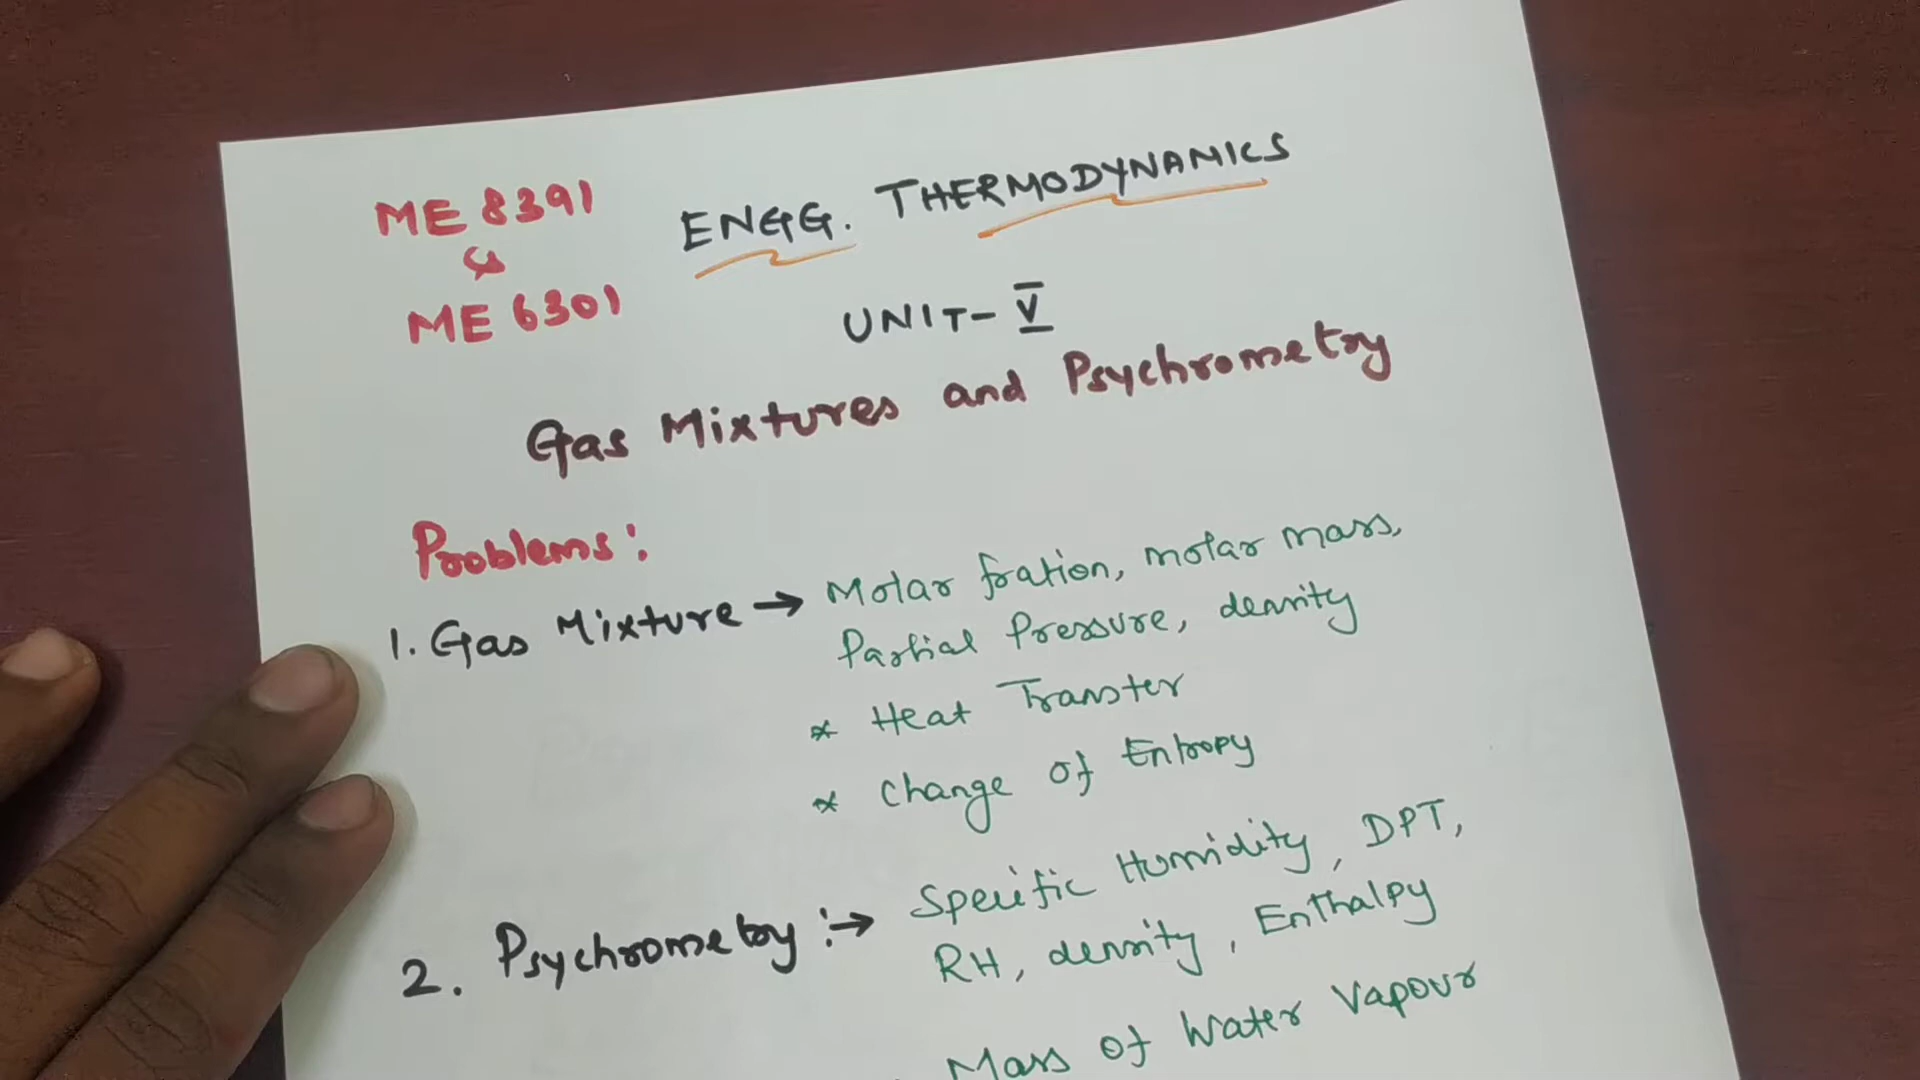 ME 8391
&
ME 6301
ENGG. THERMODYNAMICS
UNIT-V
Gas Mixtures and Psychrometry
Problems:
1. Gas Mixture → Molar fration, molar mass,
Partial Pressure, density
* Heat Transter
* Change of Entropy
2. Psychrometry :→ Specific Humidity, DPT,
RH, density, Enthalpy
Mass of Water Vapour